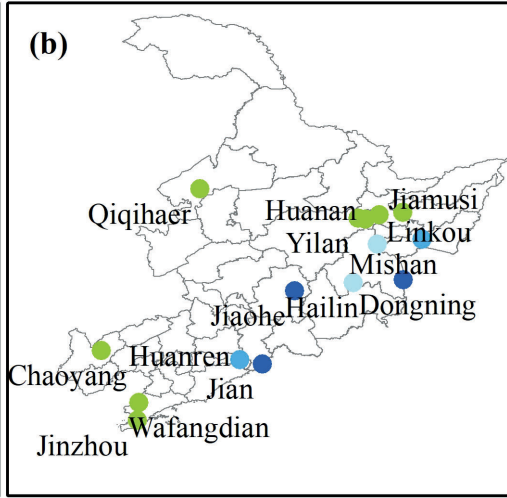 (b)
Qiqihaer
Huanan
Jiamusi
Yilan
Linkou
Mishan
Jiaohe
Hailin
Dongning
Huanren
Chaoyang
Jian
Wafangdian
Jinzhou